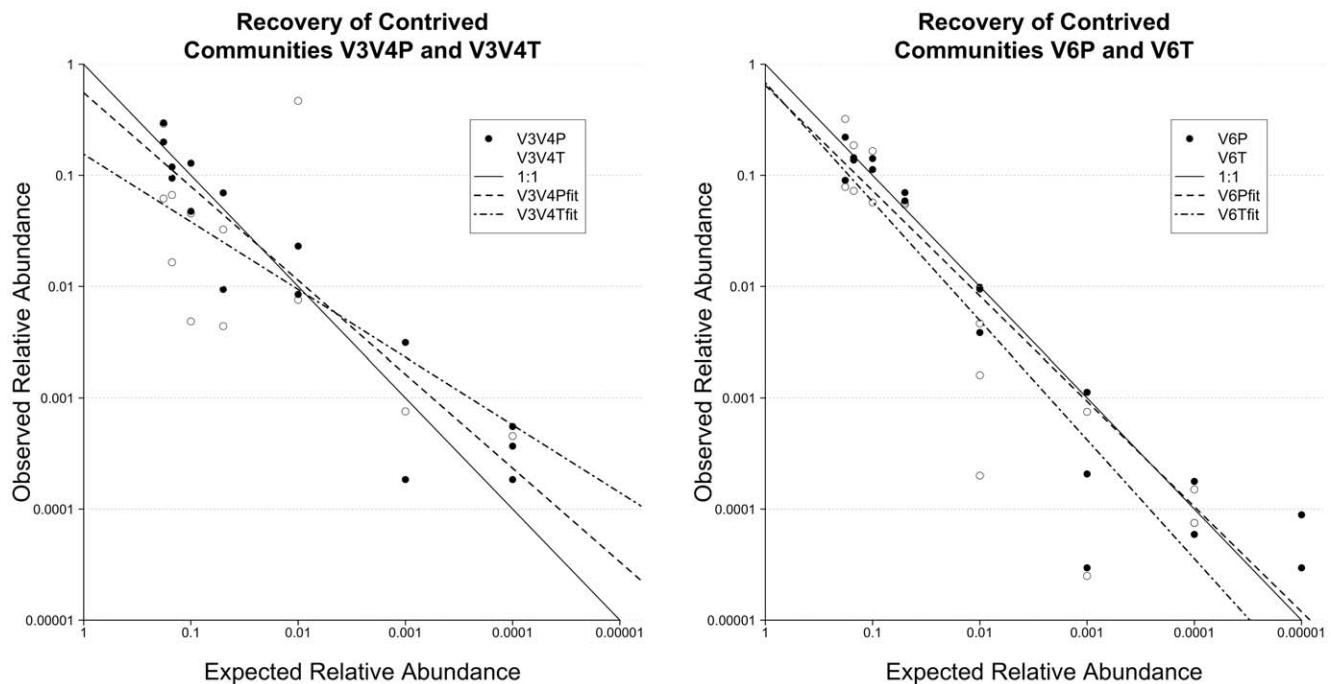 Recovery of Contrived
Communities V3V4P and V3V4T
1
0.1
0.01
0.001
0.0001
0.00001
Observed Relative Abundance
V3V4P
V3V4T
1:1
V3V4Pfit
V3V4Tfit
1
0.1
0.01
0.001
0.0001
0.00001
Expected Relative Abundance
Recovery of Contrived
Communities V6P and V6T
1
0.1
0.01
0.001
0.0001
0.00001
Observed Relative Abundance
V6P
V6T
1:1
V6Pfit
V6Tfit
1
0.1
0.01
0.001
0.0001
0.00001
Expected Relative Abundance